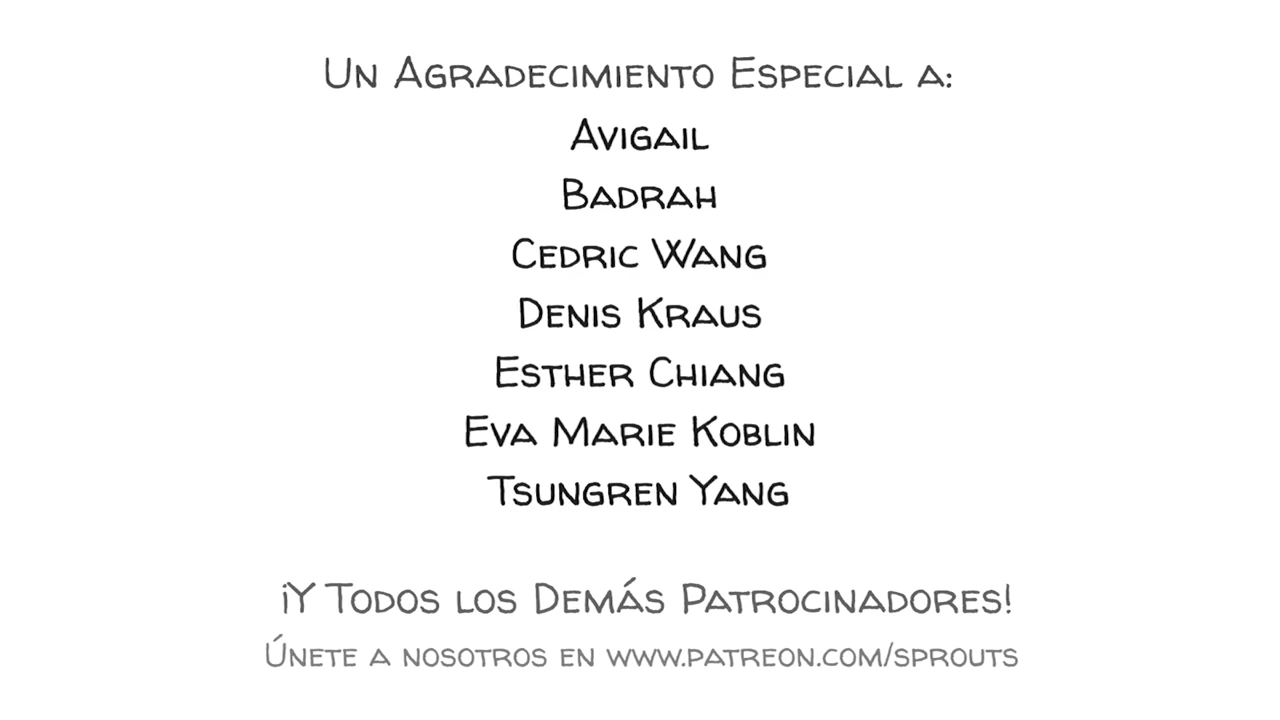 Un Agradecimiento Especial a:
Avigail
Badrah
Cedric Wang
Denis Kraus
Esther Chiang
Eva Marie Koblin
Tsungren Yang
¡Y Todos los Demás Patrocinadores!
Únete a nosotros en www.patreon.com/sprouts